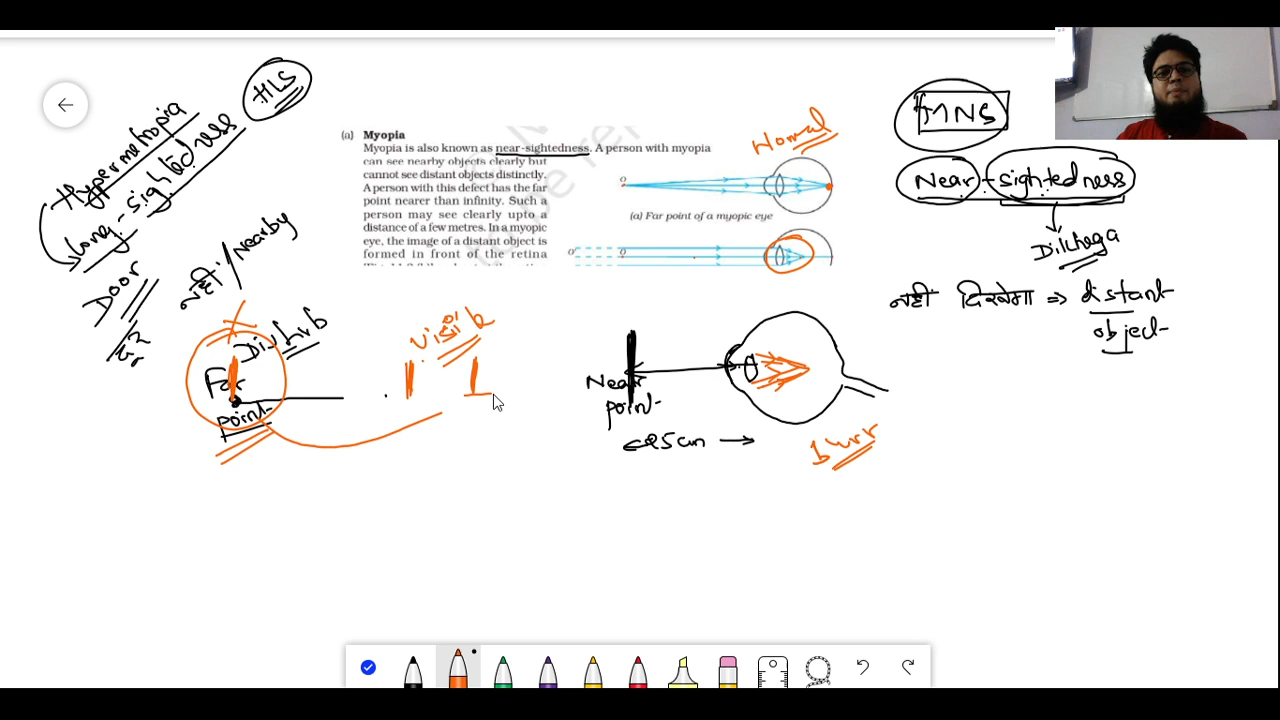 Hypermetropia
Long-sightedness
HLS
Door
नहीं / Nearby
(a) Myopia
Myopia is also known as near-sightedness. A person with myopia
can see nearby objects clearly but
cannot see distant objects distinctly.
A person with this defect has the far
point nearer than infinity. Such a
person may see clearly upto a
distance of a few metres. In a myopic
eye, the image of a distant object is
formed in front of the retina
Normal
O
(a) Far point of a myopic eye
O'
O
MNS
Near-sightedness
Dikhega
नहीं दिखेगा => distant
object
Far
point
Near
point
25cm